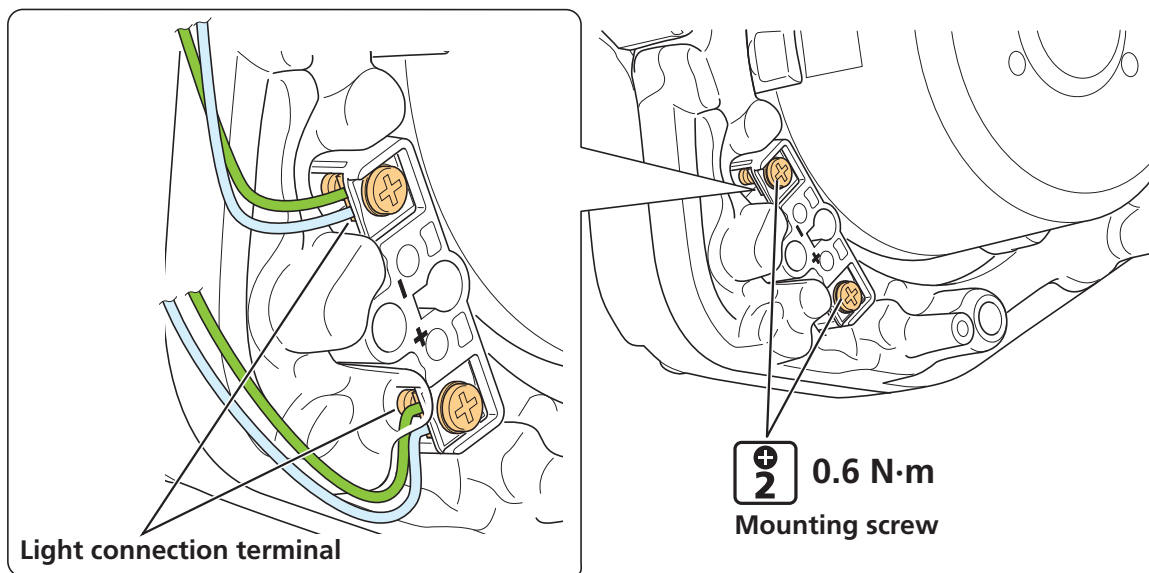 −
+
Light connection terminal
−
+
2 0.6 N·m
Mounting screw